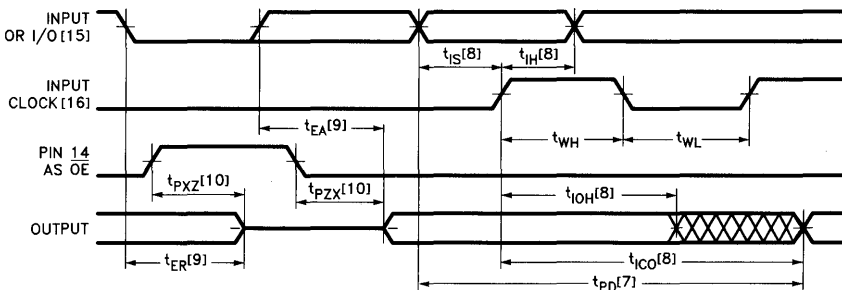 INPUT
OR I/O[15]
tIS[8]
tIH[8]
INPUT
CLOCK[16]
tEA[9]
tWH
tWL
PIN 14
AS OE
tPXZ[10]
tPZX[10]
tIOH[8]
OUTPUT
tER[9]
tICO[8]
tPD[7]